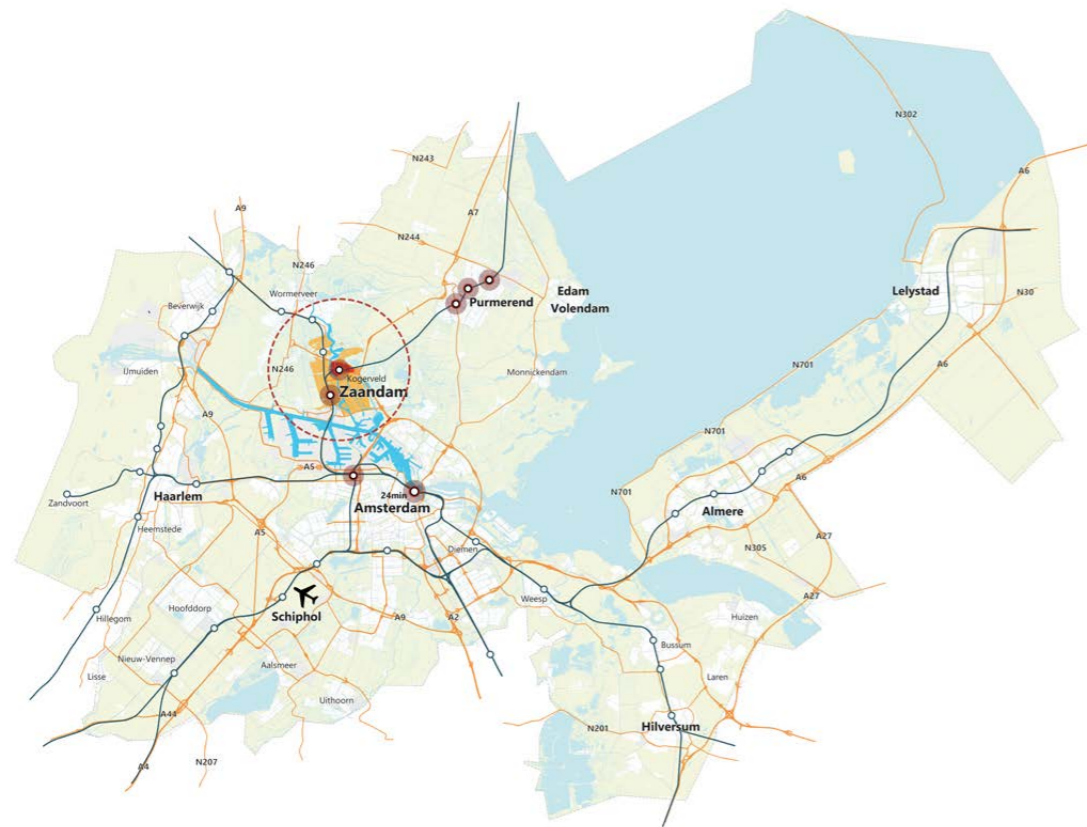 N302
N243
A6
A9
A7
N244
N246
Wormerveer
Beverwijk
Purmerend
Edam
Volendam
Lelystad
N30
N701
A6
IJmuiden
N246
Kogerveld
Zaandam
Monnickendam
A9
N701
A5
N701
A6
24min
Amsterdam
Haarlem
Zandvoort
Almere
Heemstede
A5
Diemen
N305
A27
Weesp
A27
Hoofddorp
Schiphol
A9
A2
Huizen
Hillegom
Bussum
Nieuw-Vennep
Aalsmeer
Lisse
Laren
Uithoorn
A44
Hilversum
N201
N207
A4